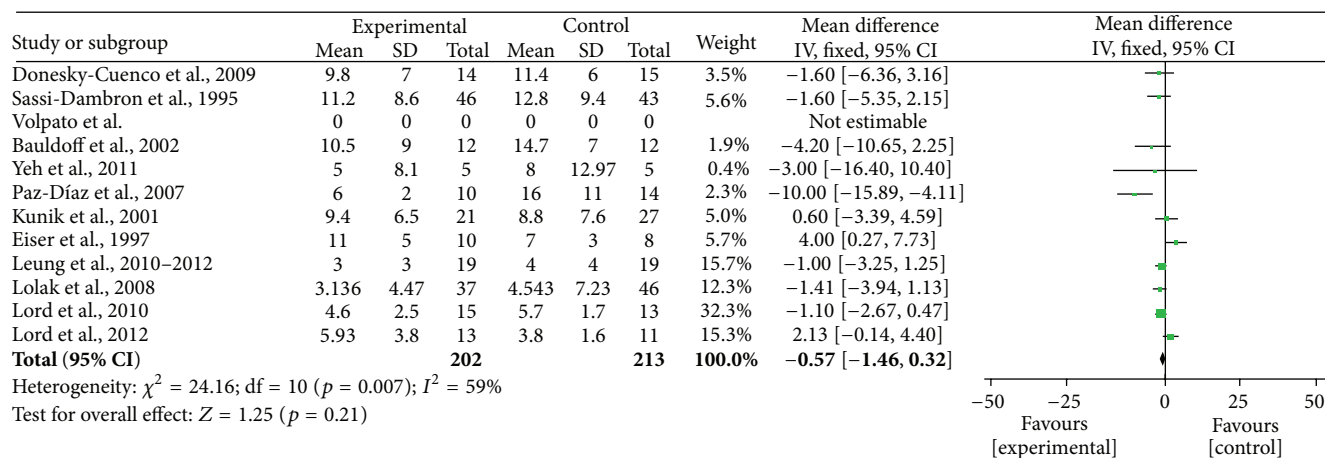 Study or subgroup Experimental Control Weight Mean difference Mean difference
Mean SD Total Mean SD Total IV, fixed, 95% CI IV, fixed, 95% CI
Donesky-Cuenco et al., 2009 9.8 7 14 11.4 6 15 3.5% −1.60 [−6.36, 3.16]
Sassi-Dambron et al., 1995 11.2 8.6 46 12.8 9.4 43 5.6% −1.60 [−5.35, 2.15]
Volpato et al. 0 0 0 0 0 0 Not estimable
Bauldoff et al., 2002 10.5 9 12 14.7 7 12 1.9% −4.20 [−10.65, 2.25]
Yeh et al., 2011 5 8.1 5 8 12.97 5 0.4% −3.00 [−16.40, 10.40]
Paz-Díaz et al., 2007 6 2 10 16 11 14 2.3% −10.00 [−15.89, −4.11]
Kunik et al., 2001 9.4 6.5 21 8.8 7.6 27 5.0% 0.60 [−3.39, 4.59]
Eiser et al., 1997 11 5 10 7 3 8 5.7% 4.00 [0.27, 7.73]
Leung et al., 2010–2012 3 3 19 4 4 19 15.7% −1.00 [−3.25, 1.25]
Lolak et al., 2008 3.136 4.47 37 4.543 7.23 46 12.3% −1.41 [−3.94, 1.13]
Lord et al., 2010 4.6 2.5 15 5.7 1.7 13 32.3% −1.10 [−2.67, 0.47]
Lord et al., 2012 5.93 3.8 13 3.8 1.6 11 15.3% 2.13 [−0.14, 4.40]
Total (95% CI) 202 213 100.0% −0.57 [−1.46, 0.32]
Heterogeneity: χ² = 24.16; df = 10 (p = 0.007); I² = 59%
Test for overall effect: Z = 1.25 (p = 0.21)
−50 −25 0 25 50
Favours Favours
[experimental] [control]